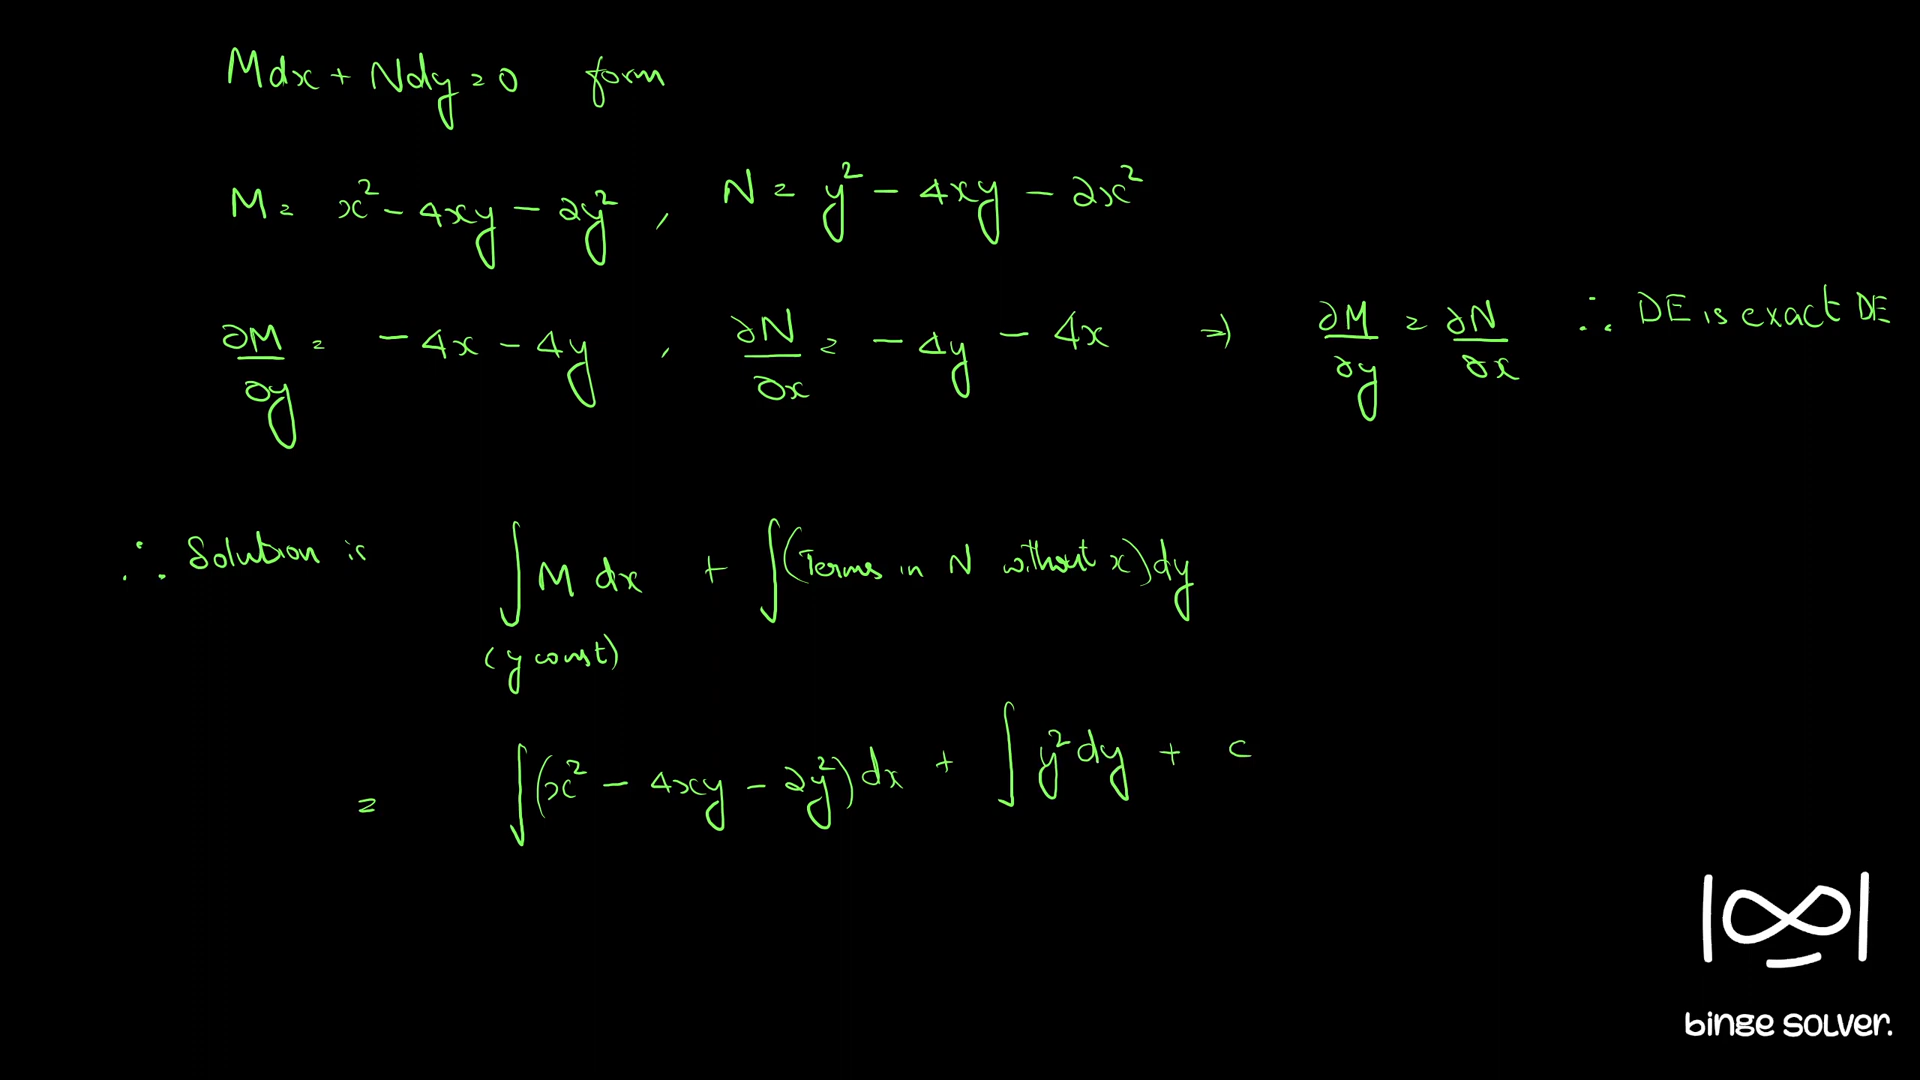 Mdx + Ndy = 0 form
M = x² - 4xy - 2y² , N = y² - 4xy - 2x²
∂M/∂y = -4x - 4y , ∂N/∂x = -4y - 4x ⇒ ∂M/∂y = ∂N/∂x ∴ DE is exact DE
∴ Solution is ∫M dx + ∫(Terms in N without x)dy
(y const)
= ∫(x² - 4xy - 2y²)dx + ∫y²dy + c
binge solver.